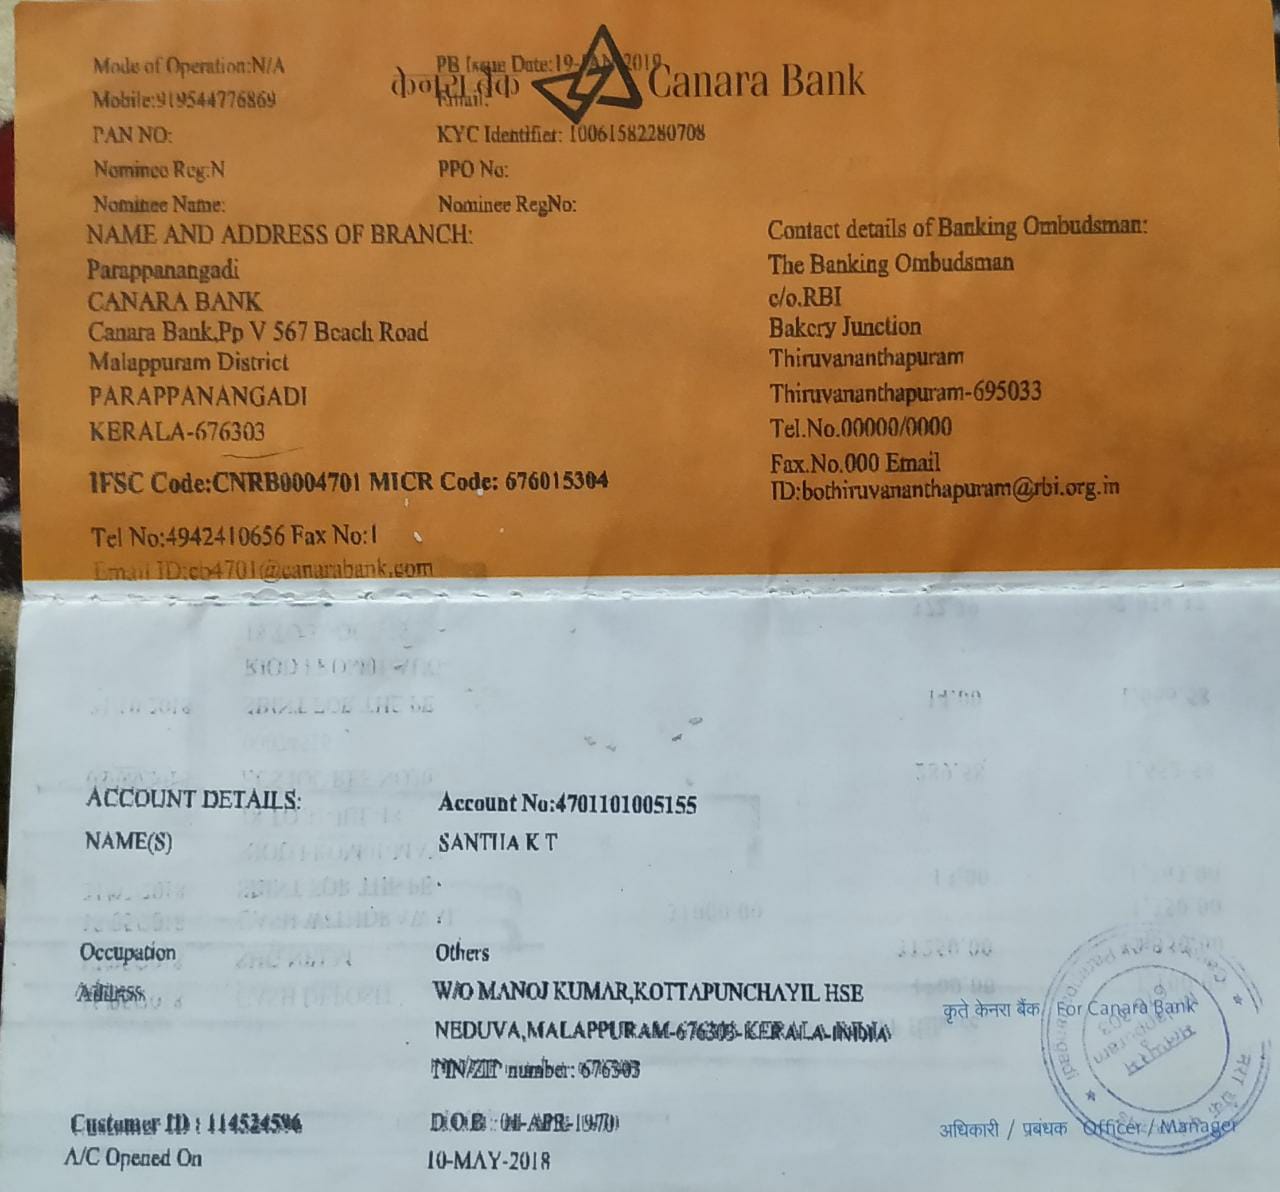 Mode of Operation:N/A PB Issue Date:19-JAN-2019
केनरा बैंक Canara Bank
Mobile:919544776869 Email:
PAN NO: KYC Identifier: 10061582280708
Nominee Reg:N PPO No:
Nominee Name: Nominee RegNo:
NAME AND ADDRESS OF BRANCH:
Parappanangadi
CANARA BANK
Canara Bank,Pp V 567 Beach Road
Malappuram District
PARAPPANANGADI
KERALA-676303
IFSC Code:CNRB0004701 MICR Code: 676015304
Tel No:4942410656 Fax No:1
Email ID:cb4701@canarabank.com
Contact details of Banking Ombudsman:
The Banking Ombudsman
c/o.RBI
Bakery Junction
Thiruvananthapuram
Thiruvananthapuram-695033
Tel.No.00000/0000
Fax.No.000 Email
ID:bothiruvananthapuram@rbi.org.in
ACCOUNT DETAILS: Account No:4701101005155
NAME(S) SANTHA K T
Occupation Others
Address W/O MANOJ KUMAR,KOTTAPUNCHAYIL HSE
NEDUVA,MALAPPURAM-676303-KERALA-INDIA
PIN/ZIP number: 676303
कृते केनरा बैंक / For Canara Bank
Customer ID : 114524596 D.O.B :
अधिकारी / प्रबंधक Officer / Manager
A/C Opened On 10-MAY-2018